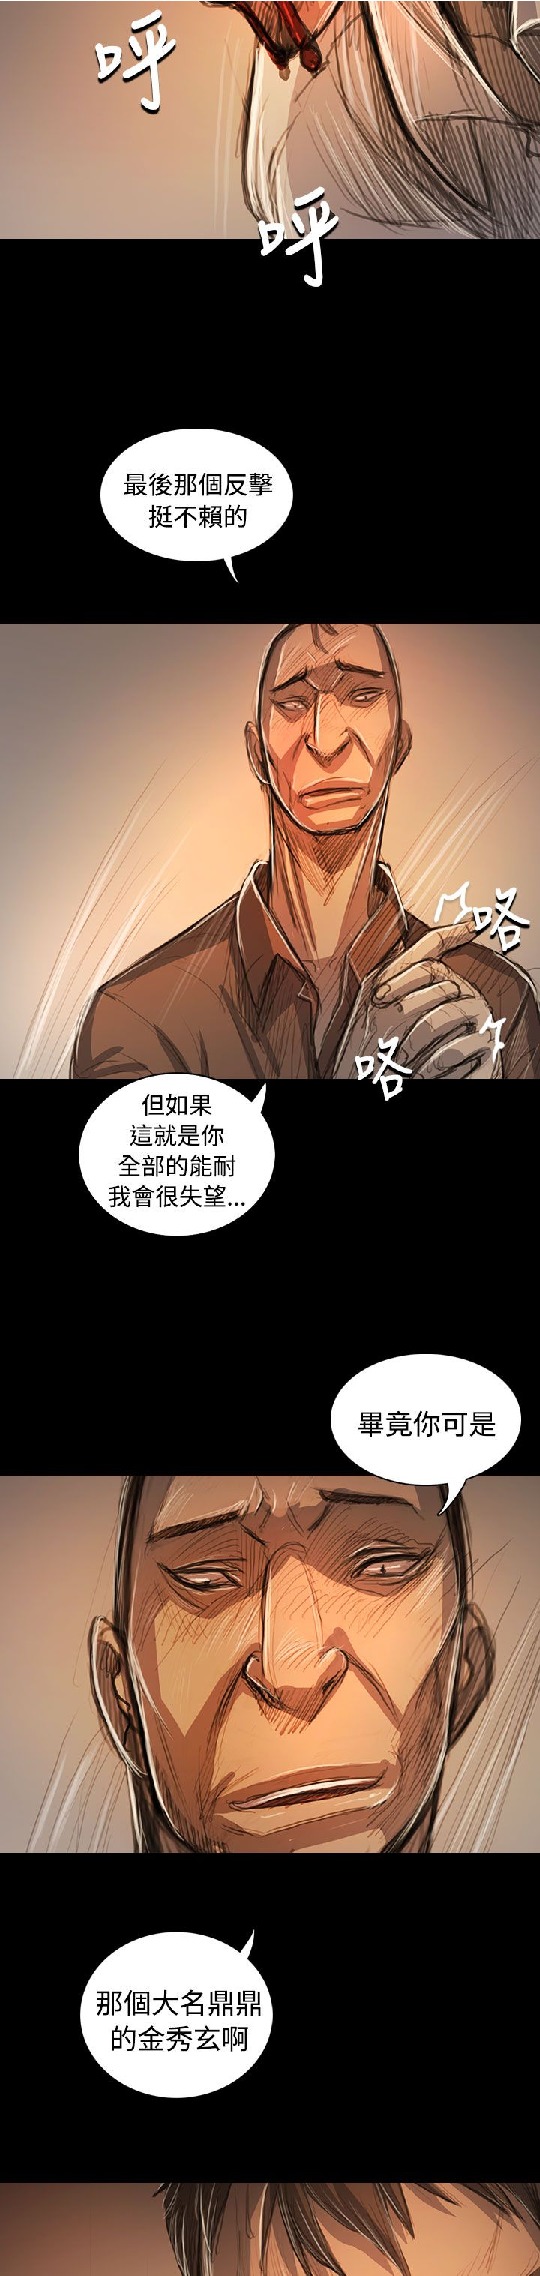 呼
呼
最後那個反擊
挺不賴的
咯
咯
但如果
這就是你
全部的能耐
我會很失望...
畢竟你可是
那個大名鼎鼎
的金秀玄啊